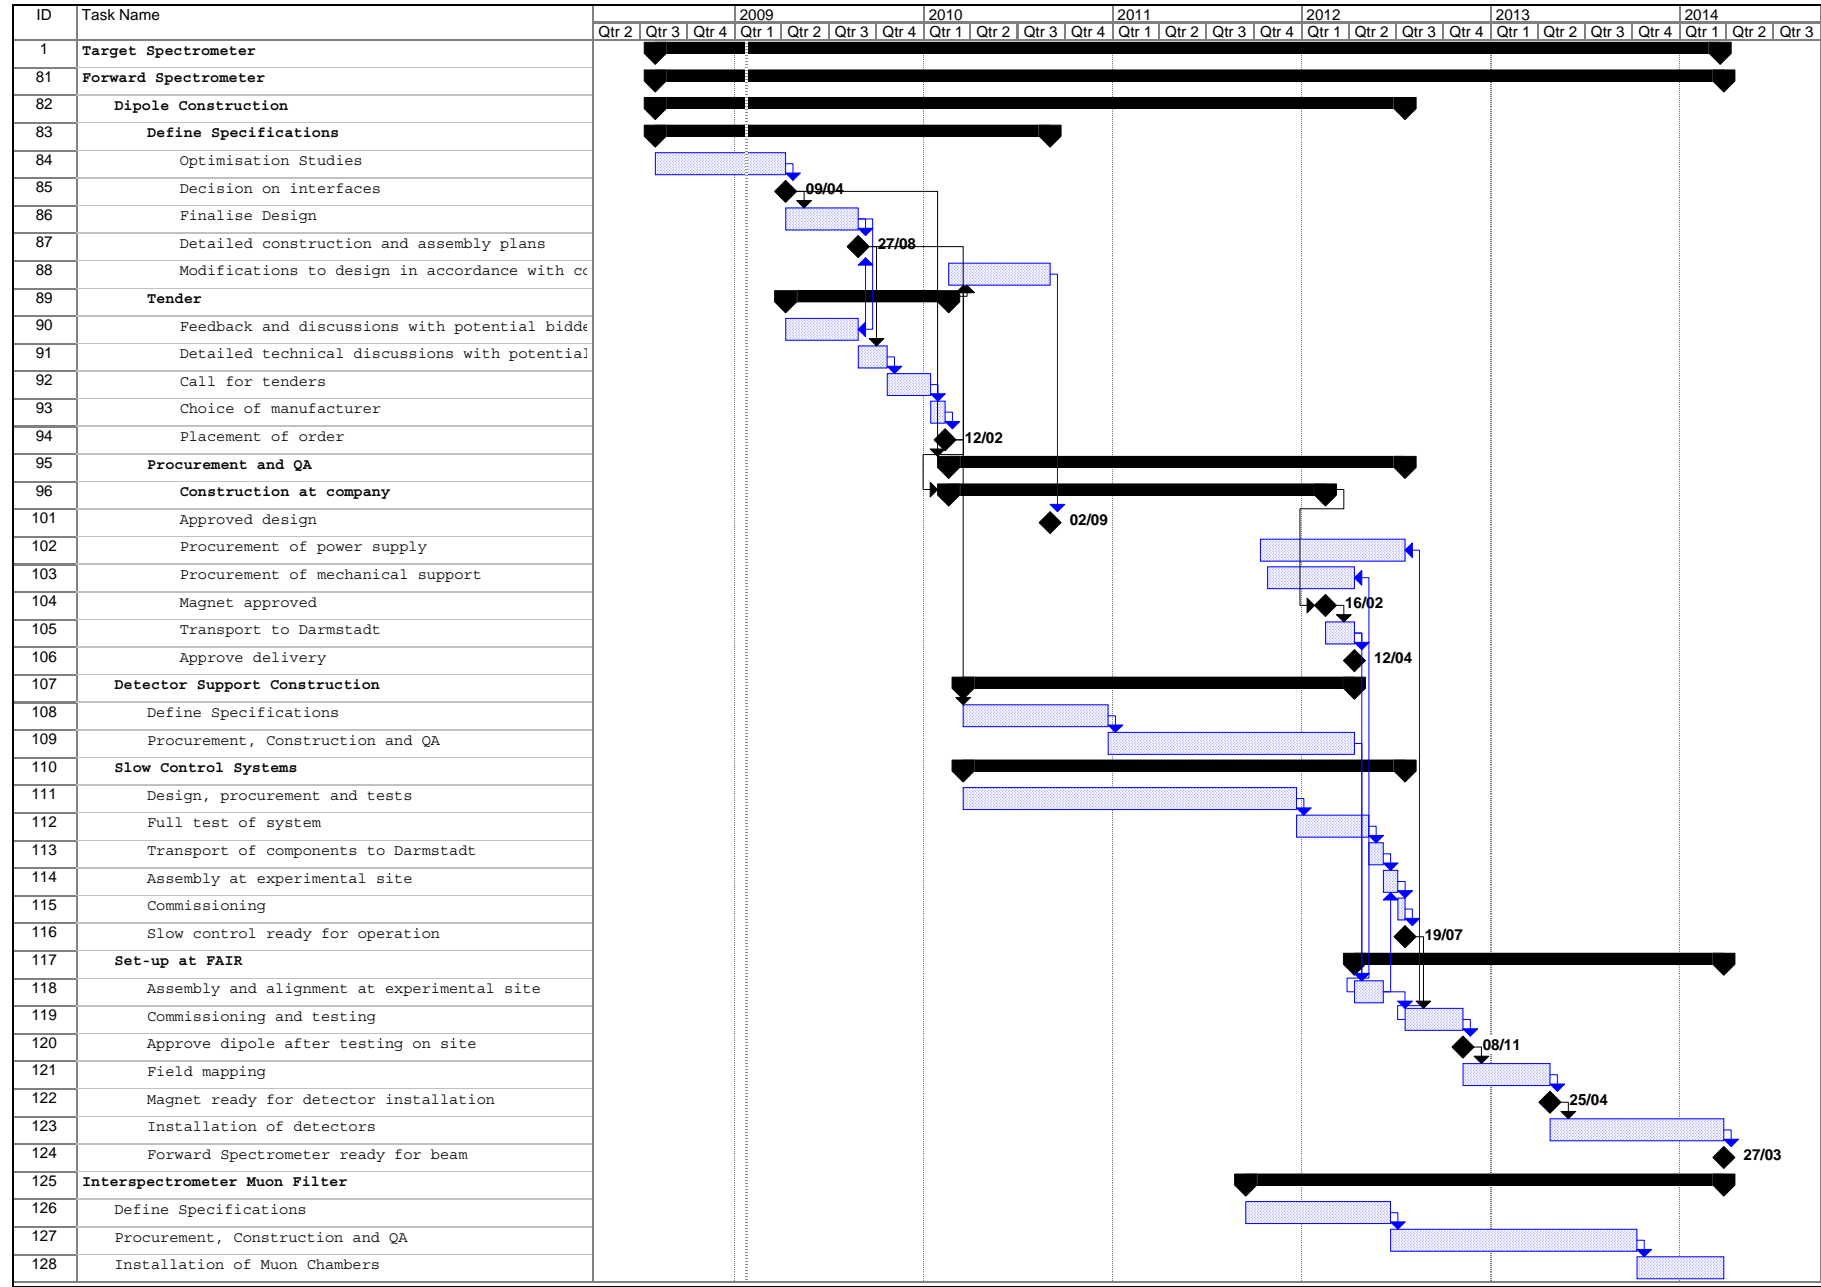 ID Task Name 2009 2010 2011 2012 2013 2014
Qtr 2 Qtr 3 Qtr 4 Qtr 1 Qtr 2 Qtr 3 Qtr 4 Qtr 1 Qtr 2 Qtr 3 Qtr 4 Qtr 1 Qtr 2 Qtr 3 Qtr 4 Qtr 1 Qtr 2 Qtr 3 Qtr 4 Qtr 1 Qtr 2 Qtr 3 Qtr 4 Qtr 1 Qtr 2 Qtr 3
1 Target Spectrometer
81 Forward Spectrometer
82 Dipole Construction
83 Define Specifications
84 Optimisation Studies
85 Decision on interfaces 09/04
86 Finalise Design
87 Detailed construction and assembly plans 27/08
88 Modifications to design in accordance with
89 Tender
90 Feedback and discussions with potential
91 Detailed technical discussions with potential
92 Call for tenders
93 Choice of manufacturer
94 Placement of order 12/02
95 Procurement and QA
96 Construction at company
101 Approved design 02/09
102 Procurement of power supply
103 Procurement of mechanical support
104 Magnet approved 16/02
105 Transport to Darmstadt
106 Approve delivery 12/04
107 Detector Support Construction
108 Define Specifications
109 Procurement, Construction and QA
110 Slow Control Systems
111 Design, procurement and tests
112 Full test of system
113 Transport of components to Darmstadt
114 Assembly at experimental site
115 Commissioning
116 Slow control ready for operation 19/07
117 Set-up at FAIR
118 Assembly and alignment at experimental site
119 Commissioning and testing
120 Approve dipole after testing on site 08/11
121 Field mapping
122 Magnet ready for detector installation 25/04
123 Installation of detectors
124 Forward Spectrometer ready for beam 27/03
125 Interspectrometer Muon Filter
126 Define Specifications
127 Procurement, Construction and QA
128 Installation of Muon Chambers